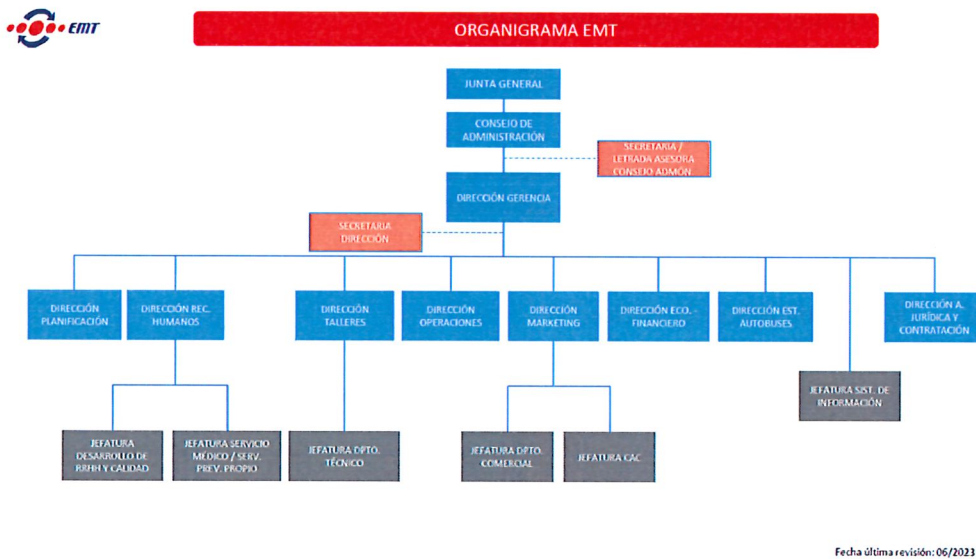 EMT
ORGANIGRAMA EMT
JUNTA GENERAL
CONSEJO DE
ADMINISTRACIÓN
SECRETARIA /
LETRADA ASESORA
CONSEJO ADMÓN
DIRECCIÓN GERENCIA
SECRETARIA
DIRECCIÓN
DIRECCIÓN
PLANIFICACIÓN
DIRECCIÓN REC.
HUMANOS
DIRECCIÓN
TALLERES
DIRECCIÓN
OPERACIONES
DIRECCIÓN
MARKETING
DIRECCIÓN ECO. -
FINANCIERO
DIRECCIÓN EST.
AUTOBUSES
DIRECCIÓN A.
JURÍDICA Y
CONTRATACIÓN
JEFATURA SIST. DE
INFORMACIÓN
JEFATURA
DESARROLLO DE
RRHH Y CALIDAD
JEFATURA SERVICIO
MÉDICO / SERV.
PREV. PROPIO
JEFATURA DPTO.
TÉCNICO
JEFATURA DPTO.
COMERCIAL
JEFATURA CAC
Fecha última revisión: 06/2023